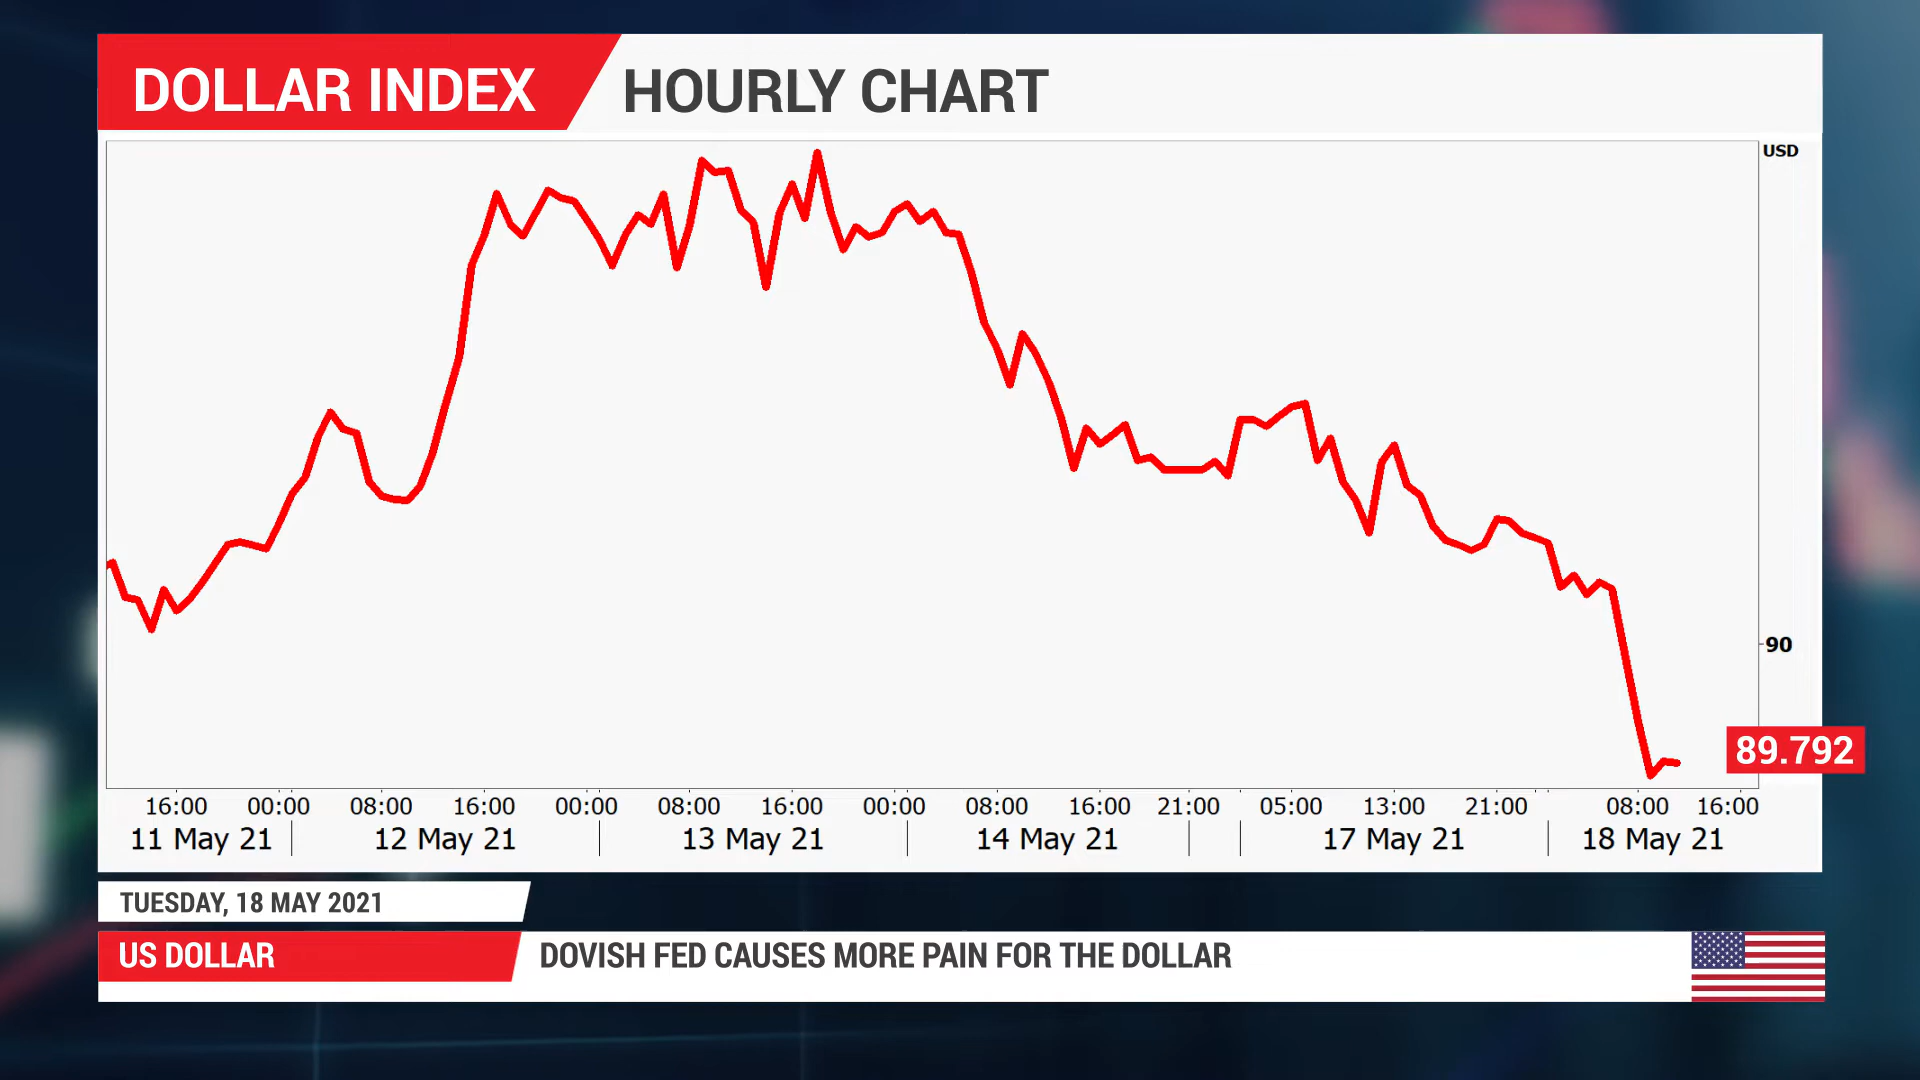 DOLLAR INDEX HOURLY CHART
USD
90
89.792
16:00 00:00 08:00 16:00 00:00 08:00 16:00 00:00 08:00 16:00 21:00 05:00 13:00 21:00 08:00 16:00
11 May 21 12 May 21 13 May 21 14 May 21 17 May 21 18 May 21
TUESDAY, 18 MAY 2021
US DOLLAR DOVISH FED CAUSES MORE PAIN FOR THE DOLLAR